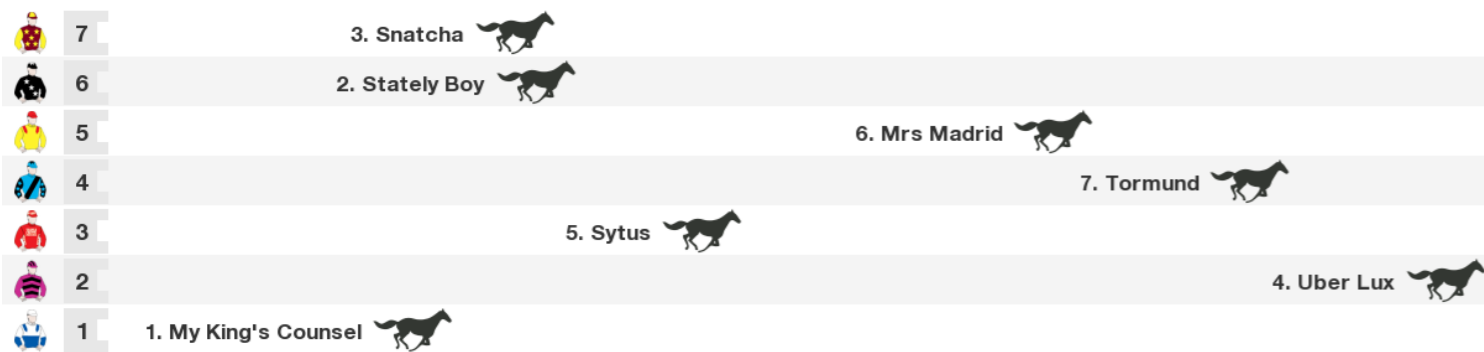 7 3. Snatcha
6 2. Stately Boy
5 6. Mrs Madrid
4 7. Tormund
3 5. Sytus
2 4. Uber Lux
1 1. My King's Counsel